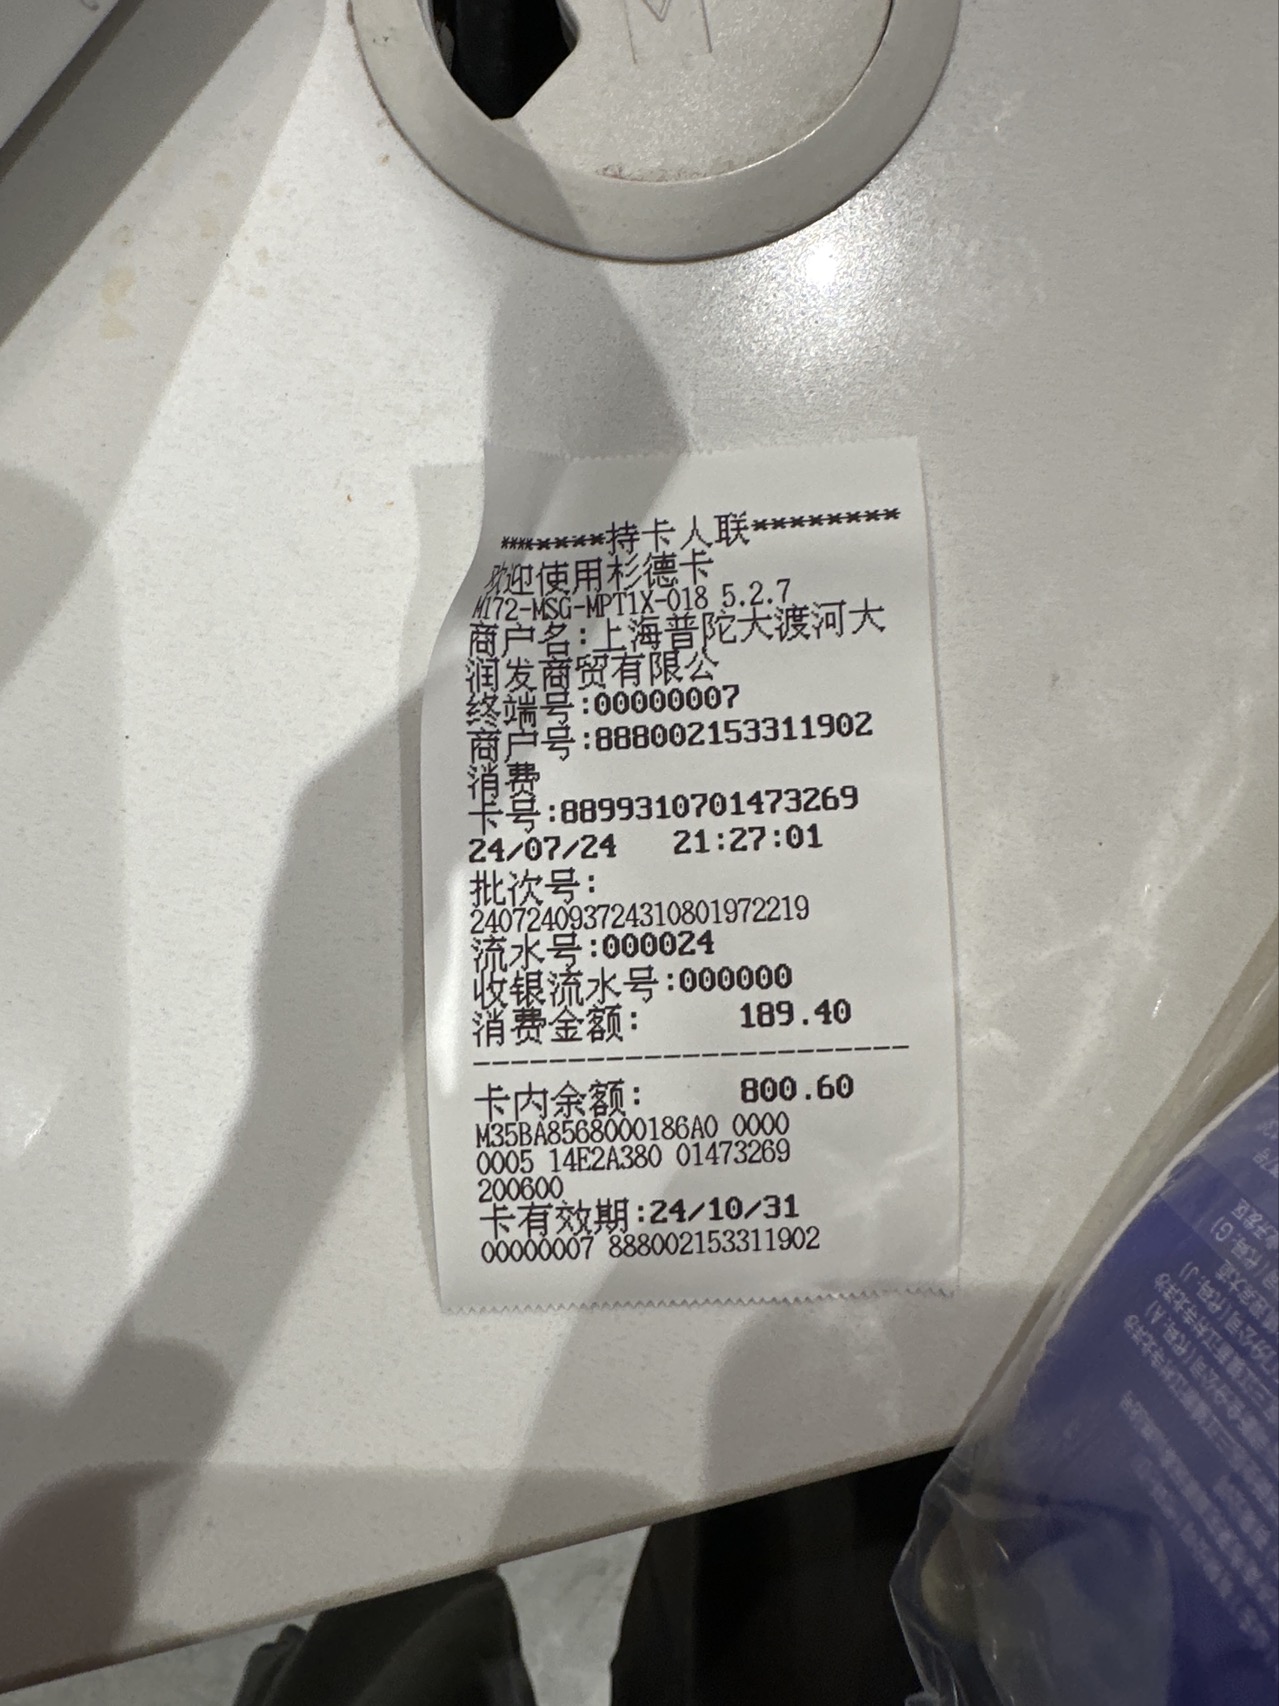 ********持卡人联********
欢迎使用杉德卡
M172-MSG-MPT1X-018 5.2.7
商户名:上海普陀大渡河大
润发商贸有限公
终端号:00000007
商户号:888002153311902
消费
卡号:8899310701473269
24/07/24 21:27:01
批次号:
240724093724310801972219
流水号:000024
收银流水号:000000
消费金额: 189.40
------------------------
卡内余额: 800.60
M35BA8568000186A0 0000
0005 14E2A380 01473269
200600
卡有效期:24/10/31
00000007 888002153311902